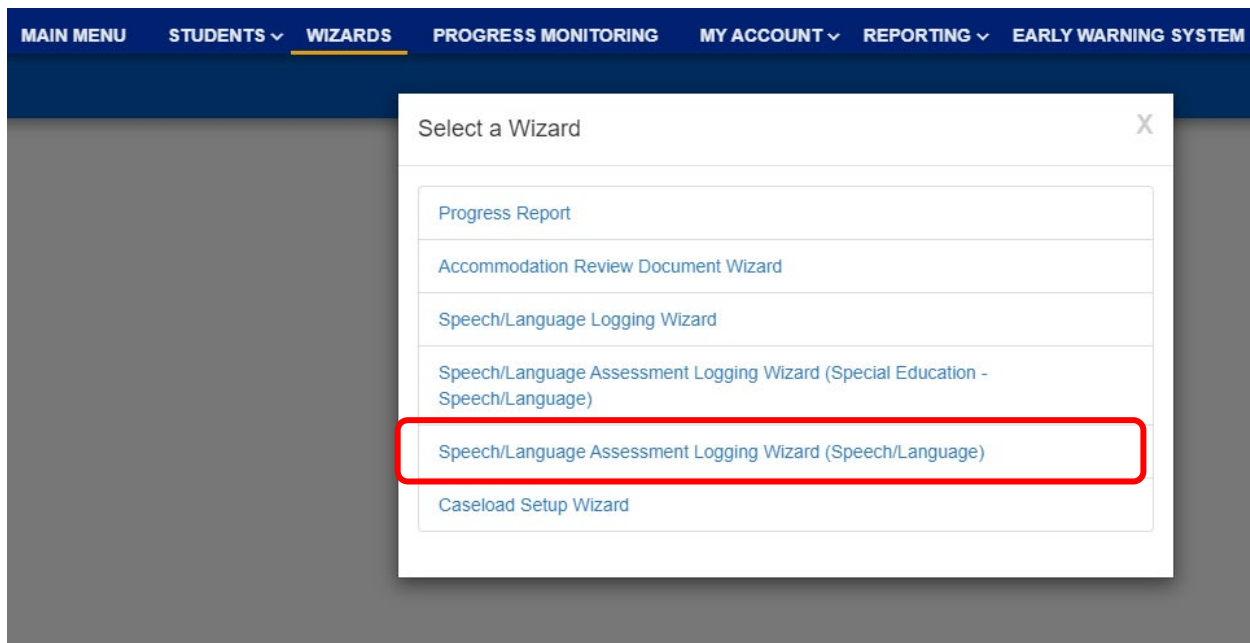 MAIN MENU STUDENTS WIZARDS PROGRESS MONITORING MY ACCOUNT REPORTING EARLY WARNING SYSTEM
Select a Wizard X
Progress Report
Accommodation Review Document Wizard
Speech/Language Logging Wizard
Speech/Language Assessment Logging Wizard (Special Education -
Speech/Language)
Speech/Language Assessment Logging Wizard (Speech/Language)
Caseload Setup Wizard